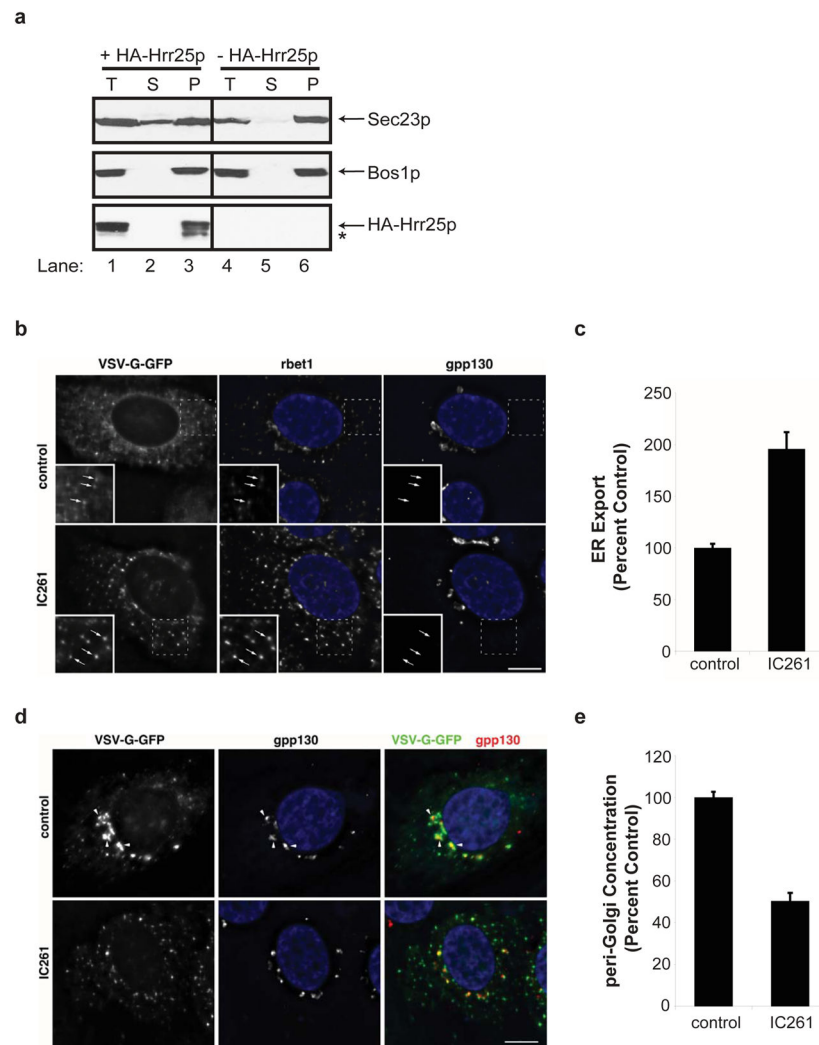 a
+ HA-Hrr25p - HA-Hrr25p
T S P T S P
Sec23p
Bos1p
HA-Hrr25p
*
Lane: 1 2 3 4 5 6
b
VSV-G-GFP rbet1 gpp130
control
IC261
c
ER Export
(Percent Control)
250
200
150
100
50
0
control IC261
d
VSV-G-GFP gpp130 VSV-G-GFP gpp130
control
IC261
e
peri-Golgi Concentration
(Percent Control)
120
100
80
60
40
20
0
control IC261